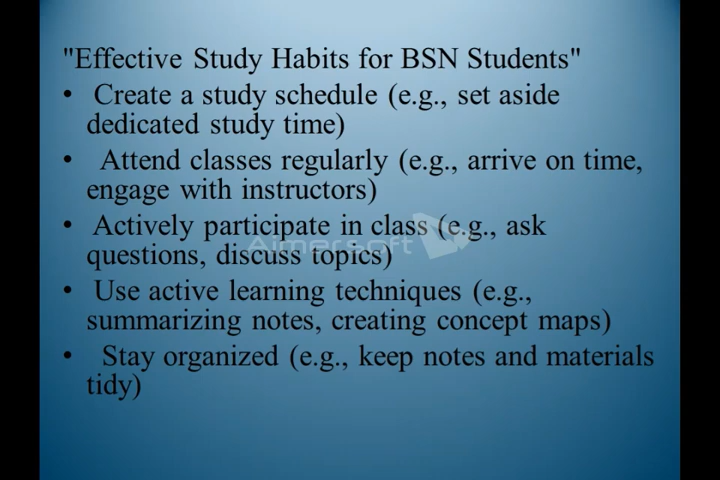 "Effective Study Habits for BSN Students"
• Create a study schedule (e.g., set aside
dedicated study time)
• Attend classes regularly (e.g., arrive on time,
engage with instructors)
• Actively participate in class (e.g., ask
questions, discuss topics)
Aimersoft
• Use active learning techniques (e.g.,
summarizing notes, creating concept maps)
• Stay organized (e.g., keep notes and materials
tidy)